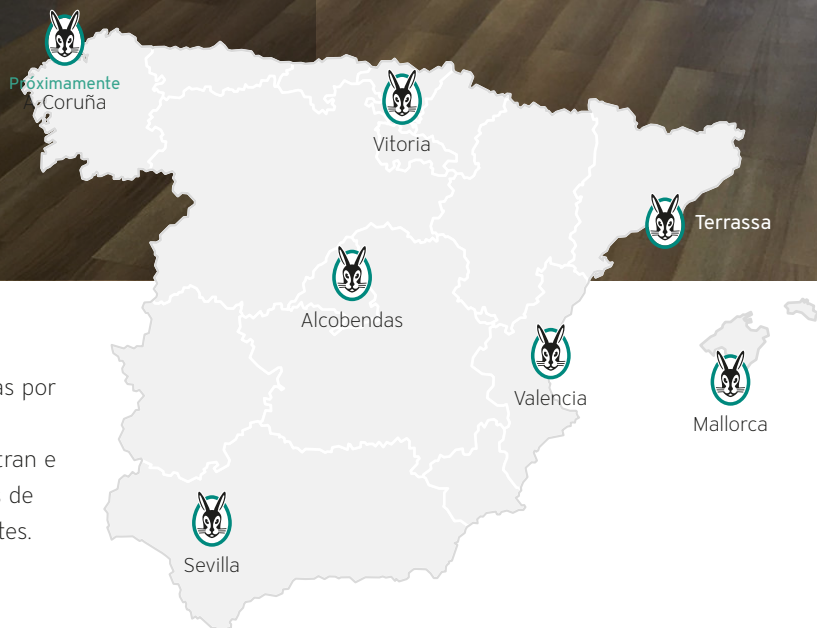 Próximamente
A Coruña
Vitoria
Terrassa
Alcobendas
Valencia
Mallorca
Sevilla
as por
tran e
de
tes.